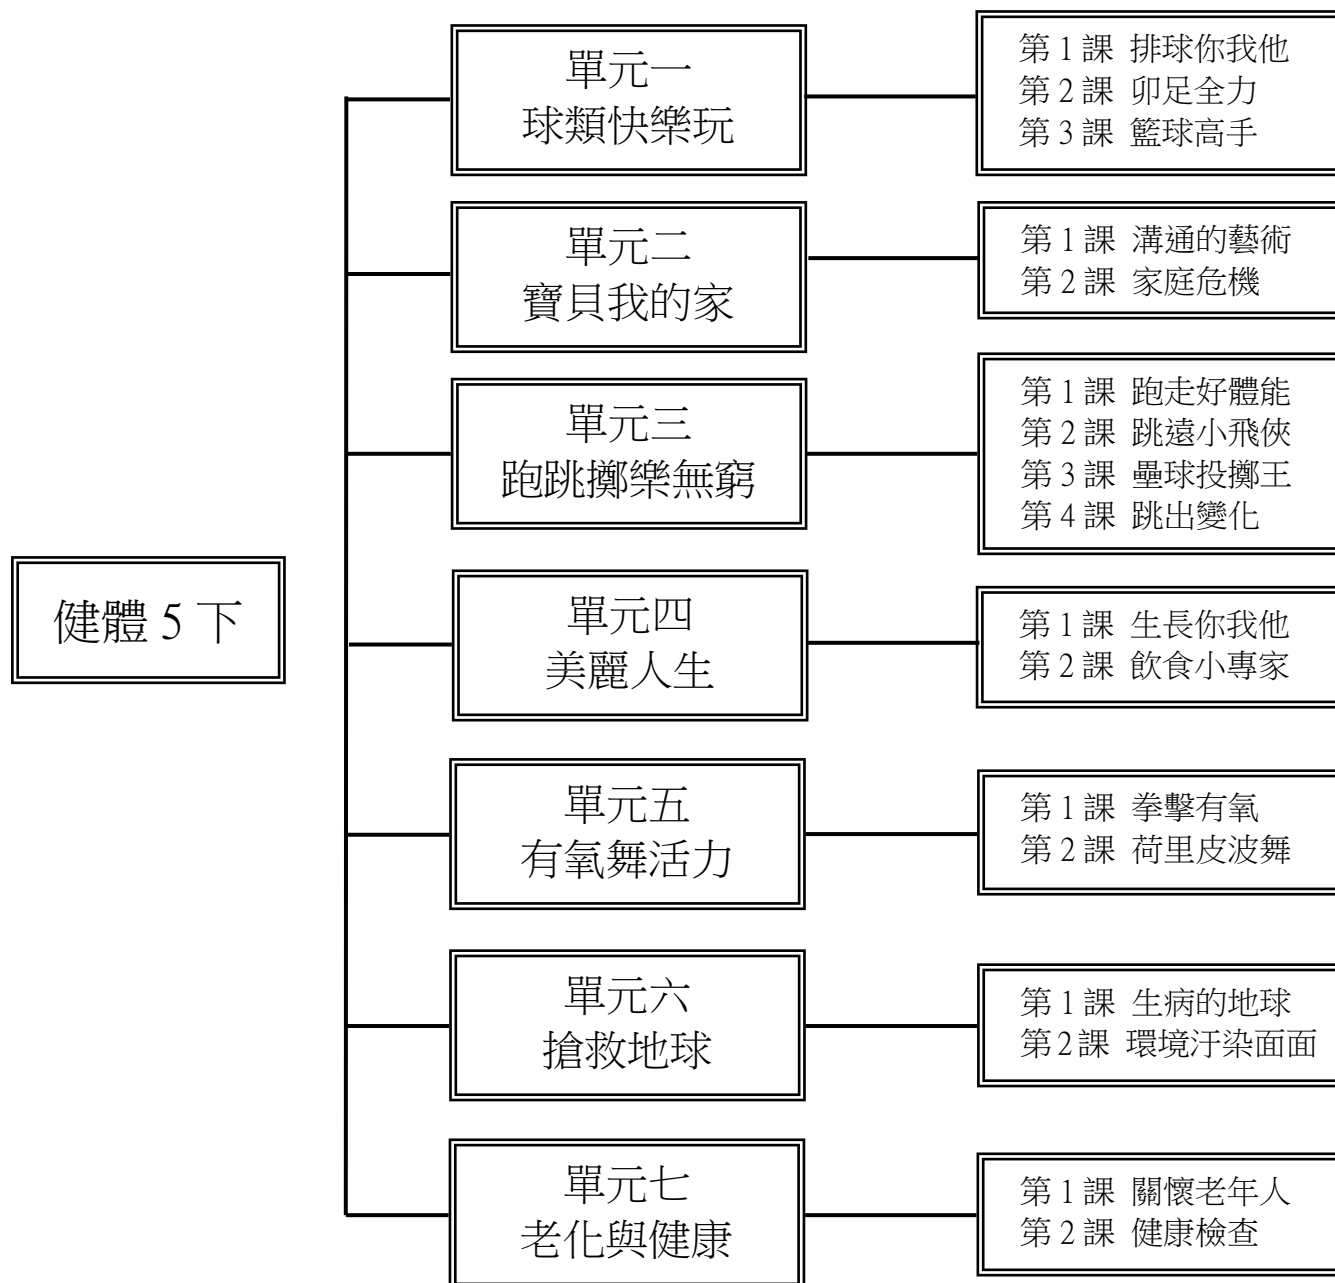 健體 5 下
單元一
球類快樂玩
第 1 課 排球你我他
第 2 課 卯足全力
第 3 課 籃球高手
單元二
寶貝我的家
第 1 課 溝通的藝術
第 2 課 家庭危機
單元三
跑跳擲樂無窮
第 1 課 跑走好體能
第 2 課 跳遠小飛俠
第 3 課 壘球投擲王
第 4 課 跳出變化
單元四
美麗人生
第 1 課 生長你我他
第 2 課 飲食小專家
單元五
有氧舞活力
第 1 課 拳擊有氧
第 2 課 荷里皮波舞
單元六
搶救地球
第 1 課 生病的地球
第2課 環境汙染面面
單元七
老化與健康
第 1 課 關懷老年人
第 2 課 健康檢查